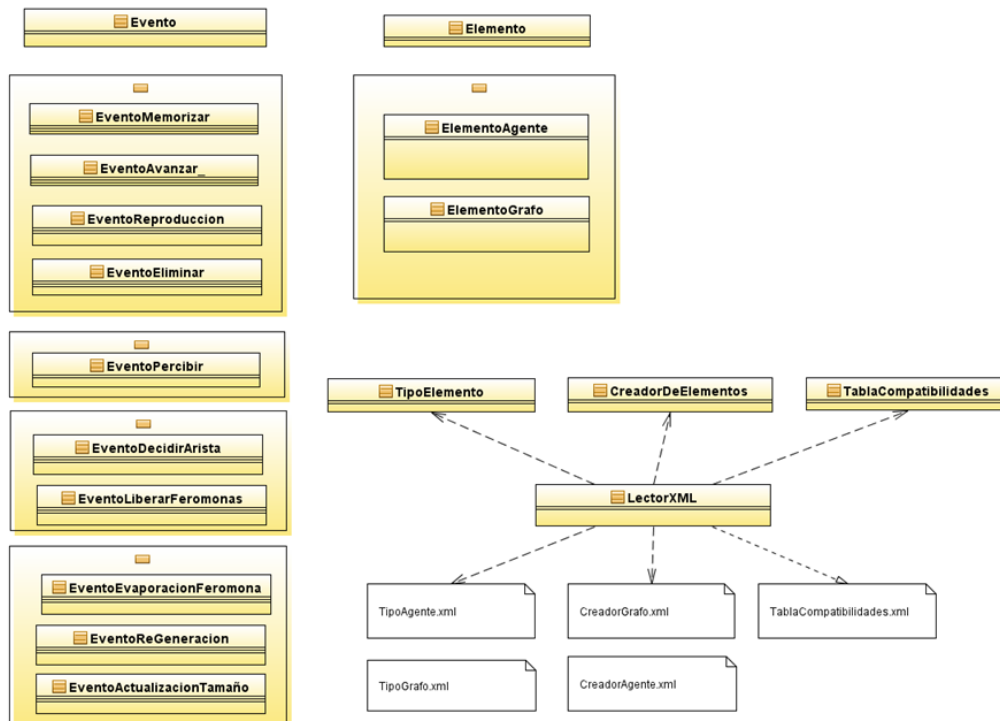 Evento
EventoMemorizar
EventoAvanzar_
EventoReproduccion
EventoEliminar
EventoPercibir
EventoDecidirArista
EventoLiberarFeromonas
EventoEvaporacionFeromona
EventoReGeneracion
EventoActualizacionTamaño
Elemento
ElementoAgente
ElementoGrafo
TipoElemento
CreadorDeElementos
TablaCompatibilidades
LectorXML
TipoAgente.xml
CreadorGrafo.xml
TablaCompatibilidades.xml
TipoGrafo.xml
CreadorAgente.xml